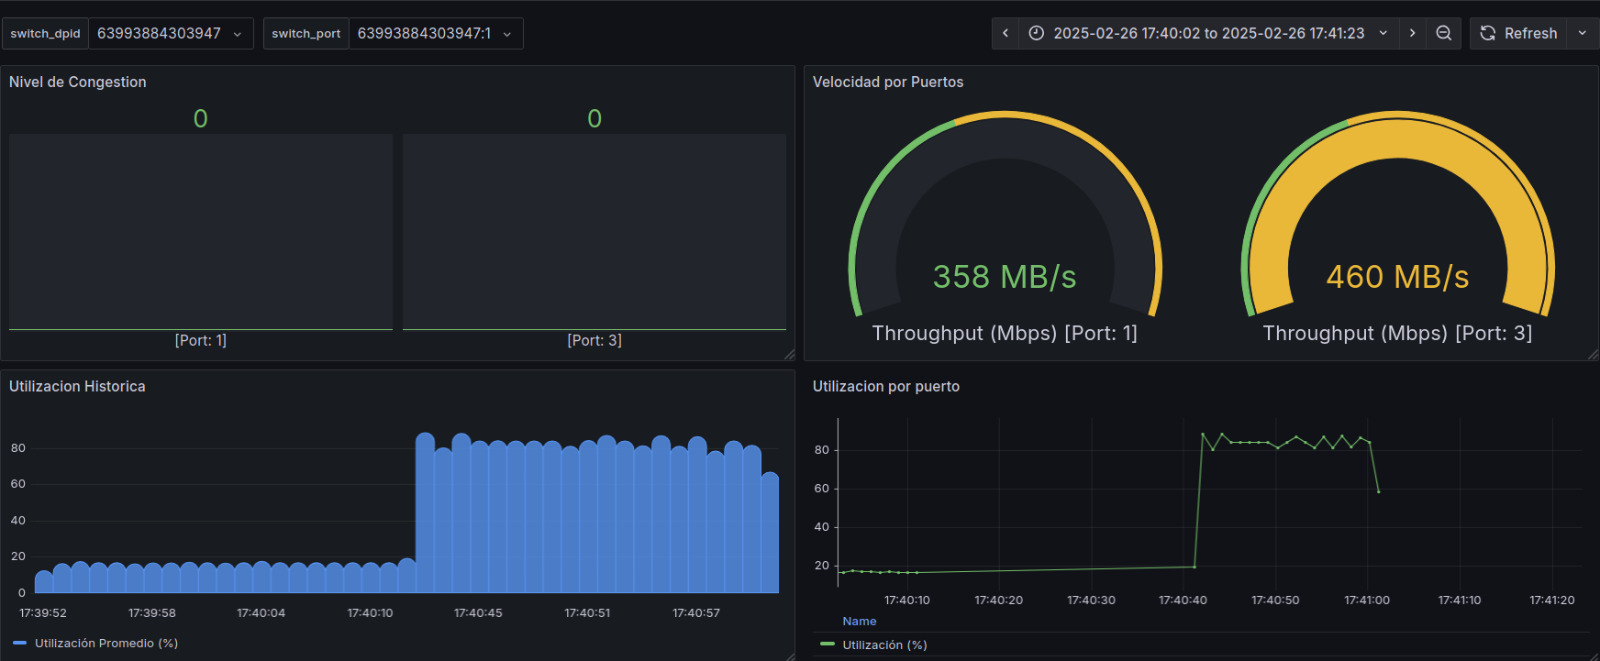 switch_dpid 63993884303947 switch_port 63993884303947:1 2025-02-26 17:40:02 to 2025-02-26 17:41:23 Refresh
Nivel de Congestion
0 0
[Port: 1] [Port: 3]
Velocidad por Puertos
358 MB/s 460 MB/s
Throughput (Mbps) [Port: 1] Throughput (Mbps) [Port: 3]
Utilizacion Historica
80
60
40
20
0
17:39:52 17:39:58 17:40:04 17:40:10 17:40:45 17:40:51 17:40:57
Utilización Promedio (%)
Utilizacion por puerto
80
60
40
20
17:40:10 17:40:20 17:40:30 17:40:40 17:40:50 17:41:00 17:41:10 17:41:20
Name
Utilización (%)